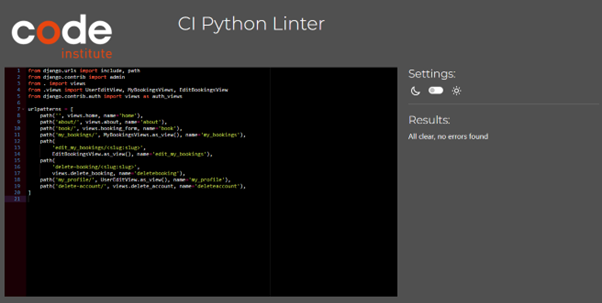 code
institute
CI Python Linter
1 from django.urls import include, path
2 from django.contrib import admin
3 from . import views
4 from .views import UserEditView, MyBookingsView, EditBookingsView
5 from django.contrib.auth import views as auth_views
6
7 urlpatterns = [
8 path('', views.home, name='home'),
9 path('about/', views.about, name='about'),
10 path('book/', views.booking_form, name='book'),
11 path('my_bookings/', MyBookingsView.as_view(), name='my_bookings'),
12 path(
13 'edit_my_bookings/<slug:slug>',
14 EditBookingsView.as_view(), name='edit_my_bookings'),
15 path(
16 'delete-booking/<slug:slug>',
17 views.delete_booking, name='deletebooking'),
18 path('my_profile/', UserEditView.as_view(), name='my_profile'),
19 path('delete-account/', views.delete_account, name='deleteaccount'),
20 ]
21
Settings:
Results:
All clear, no errors found